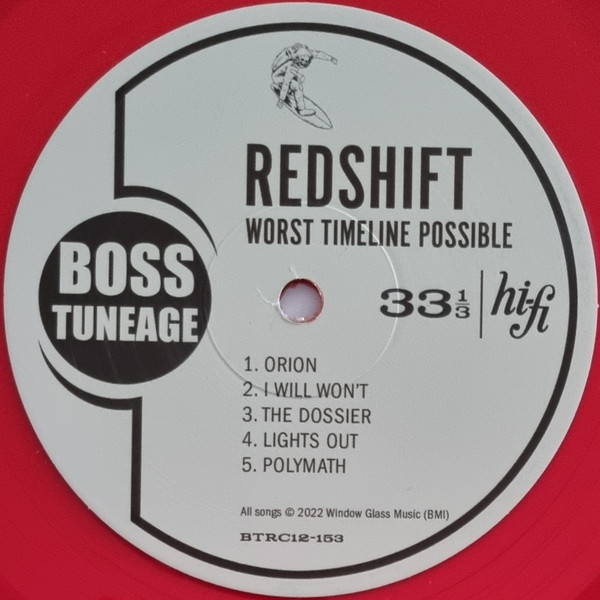 REDSHIFT
WORST TIMELINE POSSIBLE
BOSS
TUNEAGE
33 1/3 hi-fi
1. ORION
2. I WILL WON'T
3. THE DOSSIER
4. LIGHTS OUT
5. POLYMATH
All songs © 2022 Window Glass Music (BMI)
BTRC12-153